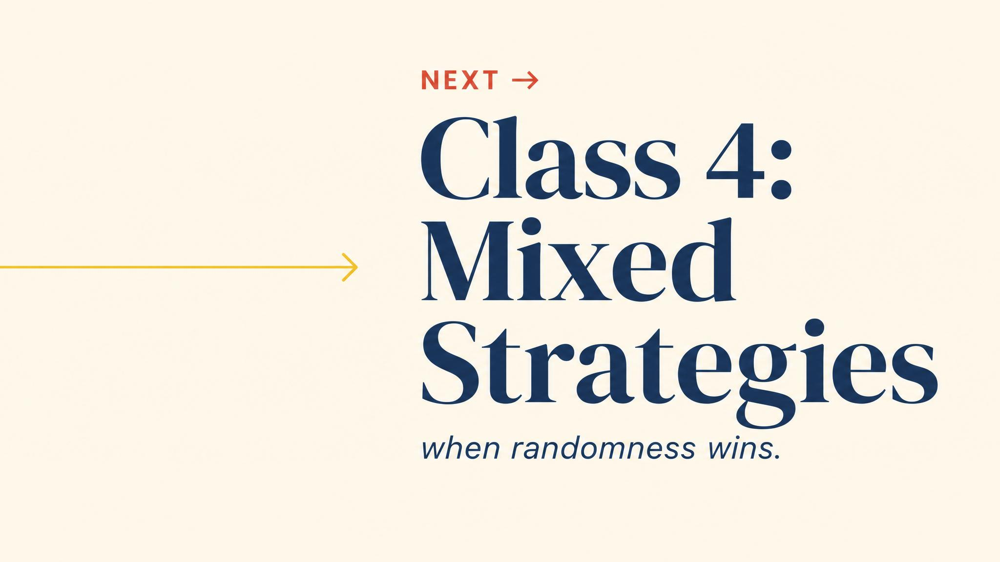 NEXT →
Class 4:
Mixed
Strategies
when randomness wins.